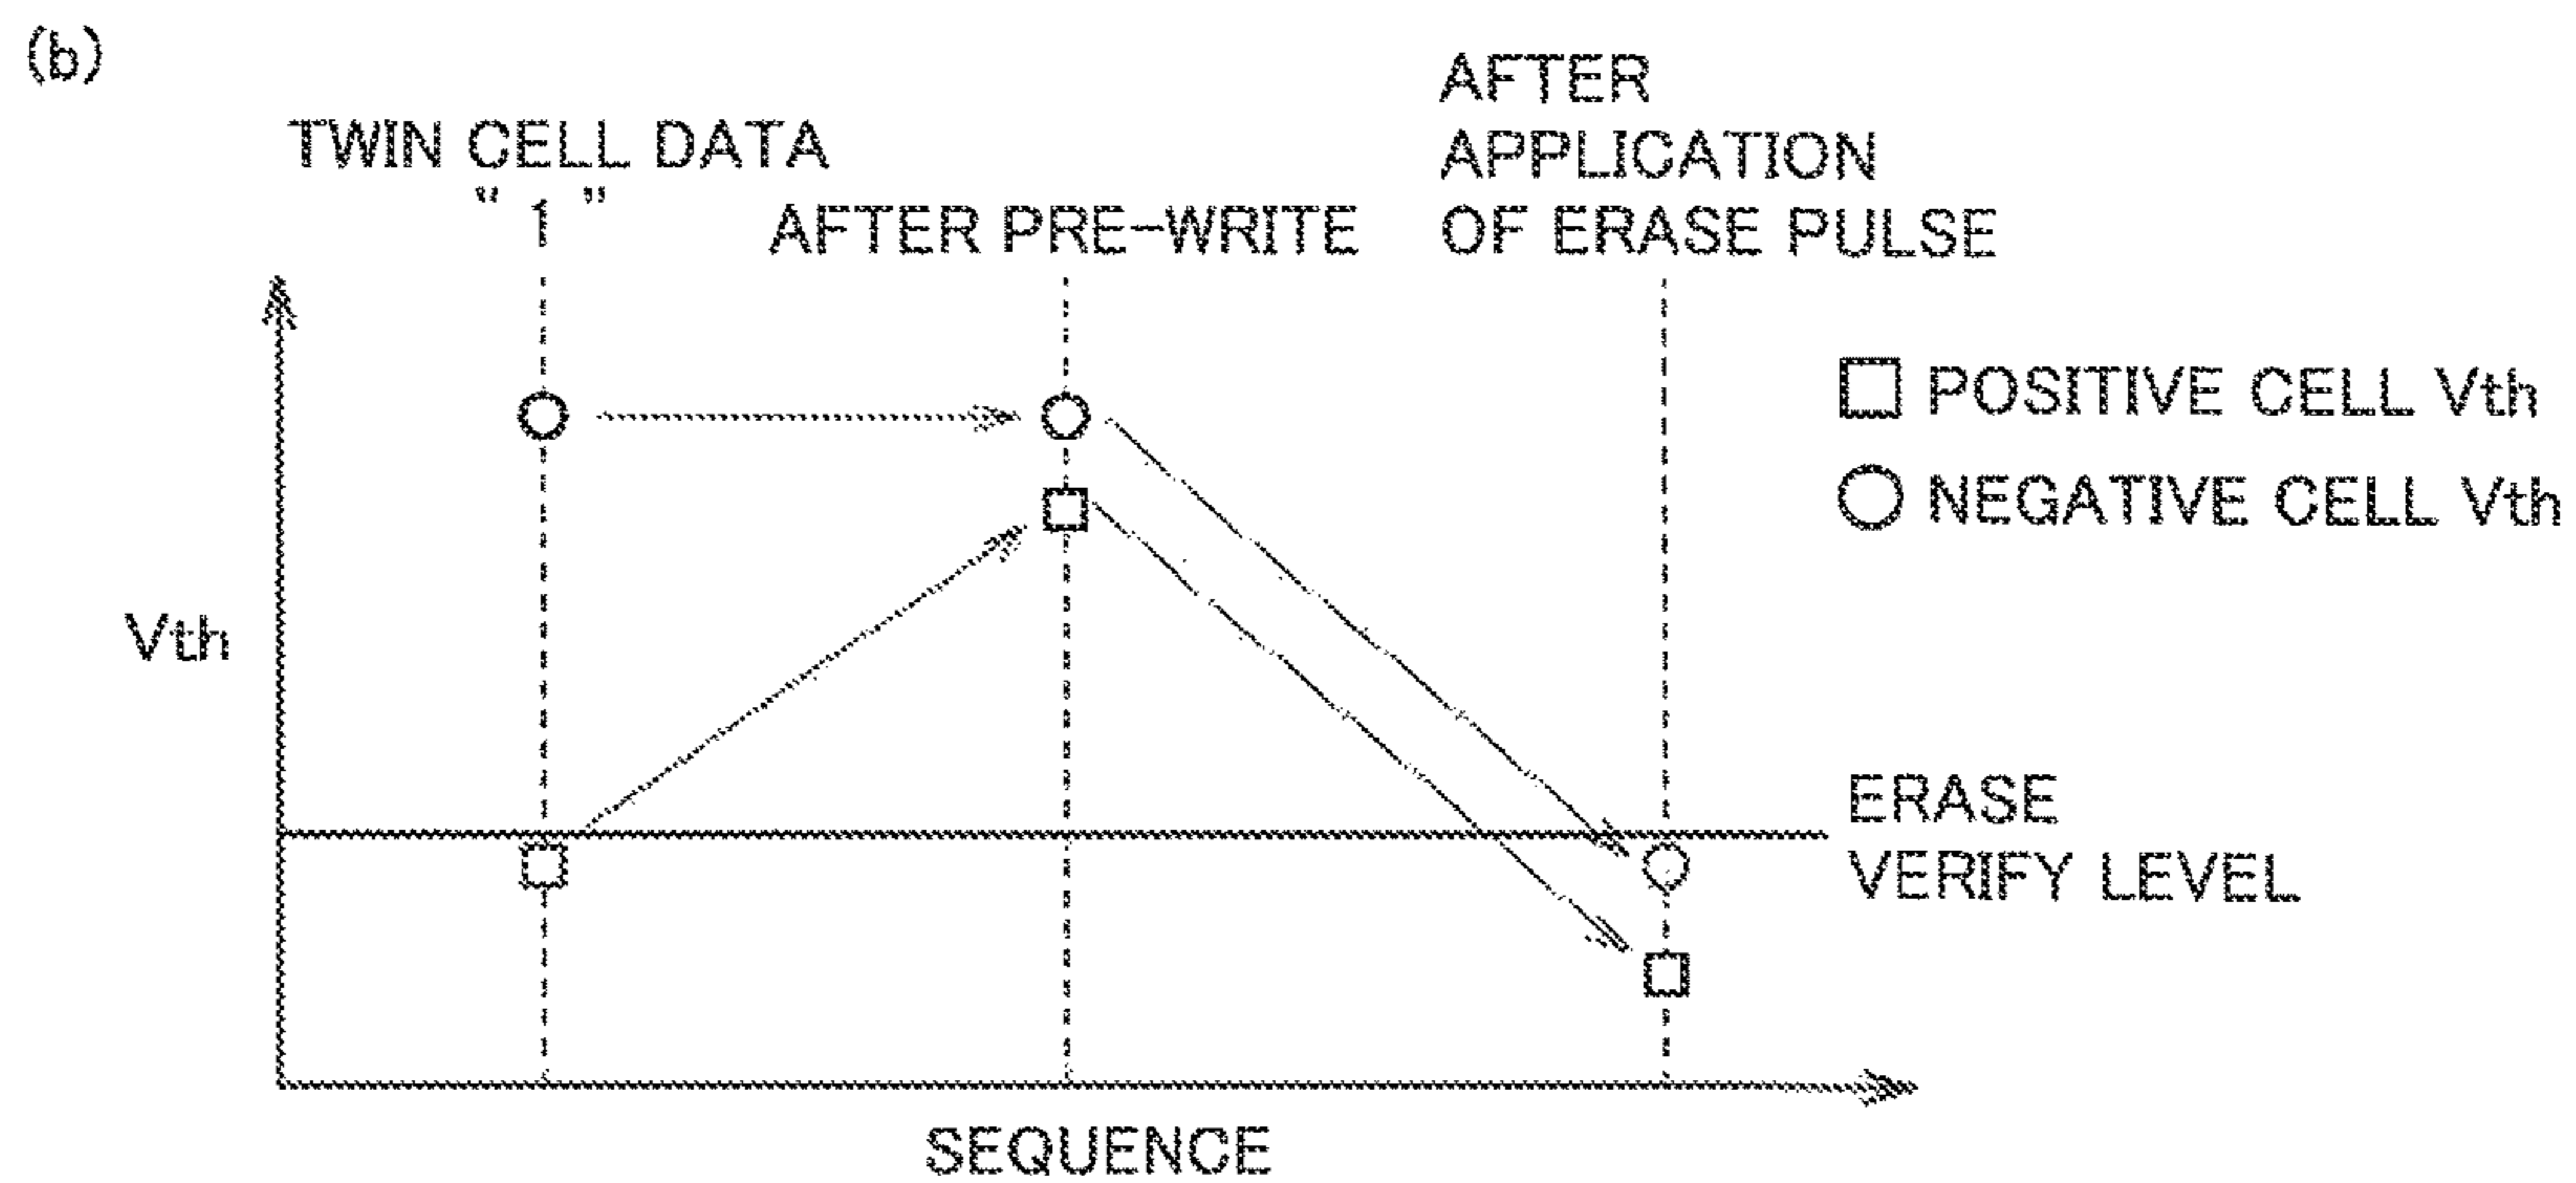 (b)
TWIN CELL DATA
“ 1 ”
AFTER PRE-WRITE
AFTER
APPLICATION
OF ERASE PULSE
POSITIVE CELL Vth
NEGATIVE CELL Vth
Vth
ERASE
VERIFY LEVEL
SEQUENCE